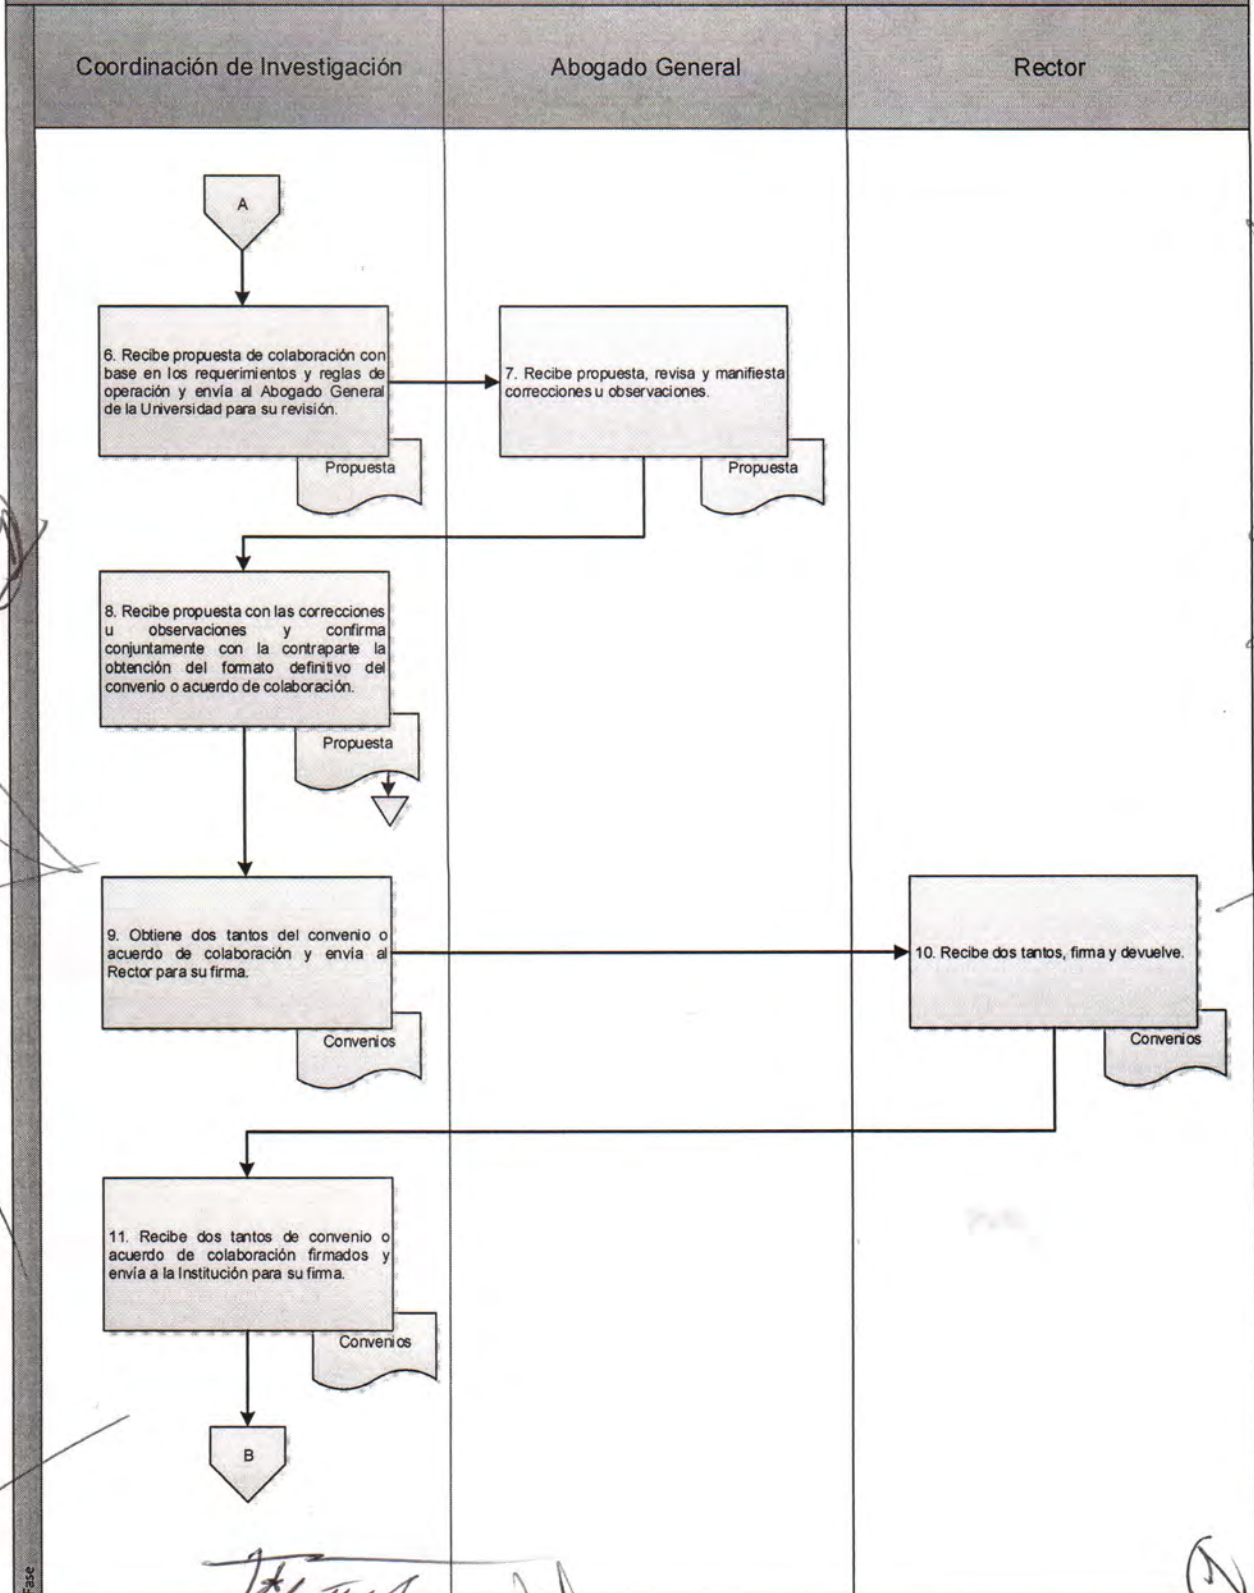 Coordinación de Investigación
Abogado General
Rector
A
6. Recibe propuesta de colaboración con
base en los requerimientos y reglas de
operación y envía al Abogado General
de la Universidad para su revisión.
Propuesta
7. Recibe propuesta, revisa y manifiesta
correcciones u observaciones.
Propuesta
8. Recibe propuesta con las correcciones
u observaciones y confirma
conjuntamente con la contraparte la
obtención del formato definitivo del
convenio o acuerdo de colaboración.
Propuesta
9. Obtiene dos tantos del convenio o
acuerdo de colaboración y envía al
Rector para su firma.
Convenios
10. Recibe dos tantos, firma y devuelve.
Convenios
11. Recibe dos tantos de convenio o
acuerdo de colaboración firmados y
envía a la Institución para su firma.
Convenios
B
Fase